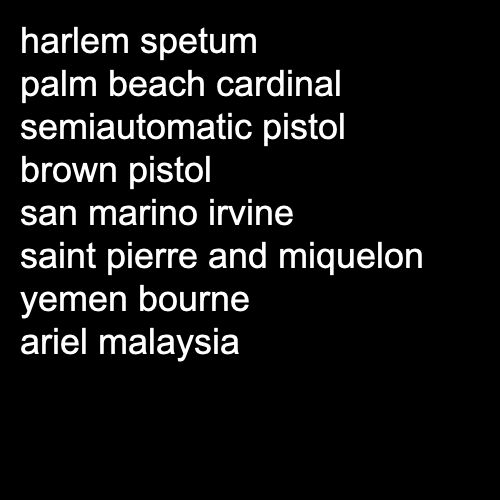 harlem spetum
palm beach cardinal
semiautomatic pistol
brown pistol
san marino irvine
saint pierre and miquelon
yemen bourne
ariel malaysia